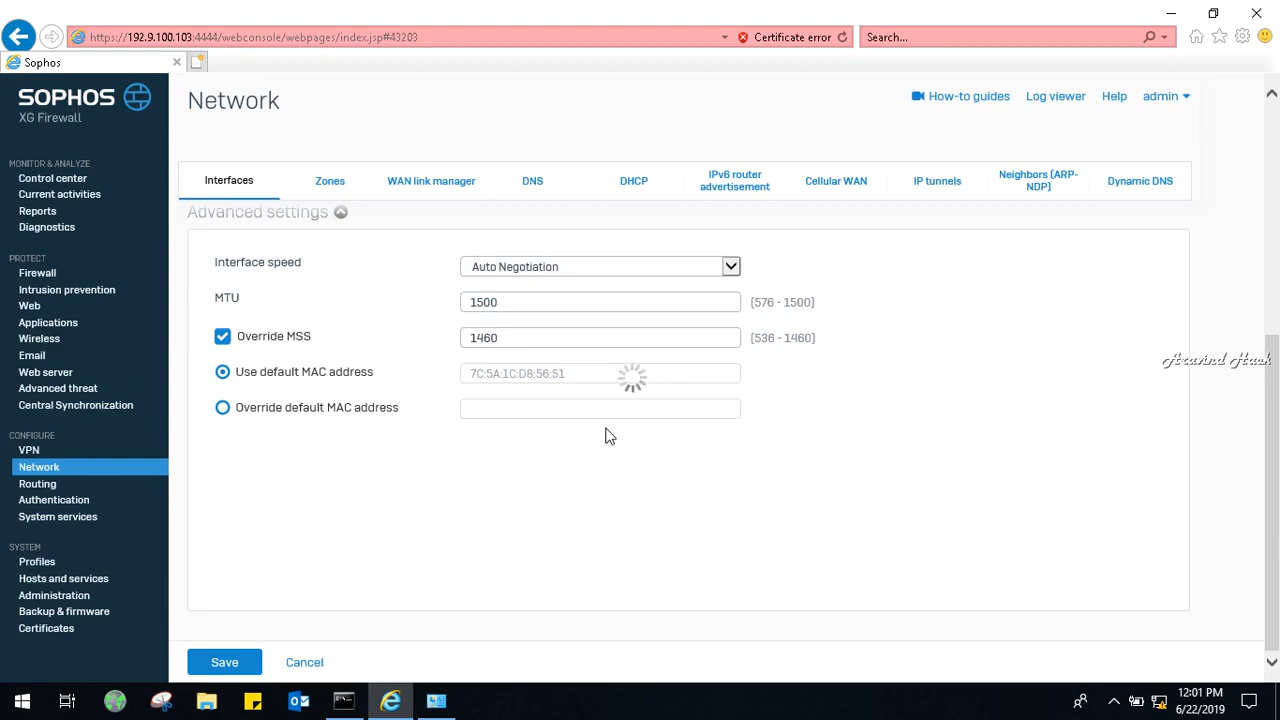 https://192.9.100.103:4444/webconsole/webpages/index.jsp#43203
Certificate error
Search...
Sophos
SOPHOS
XG Firewall
Network
How-to guides
Log viewer
Help
admin
MONITOR & ANALYZE
Control center
Current activities
Reports
Diagnostics
PROTECT
Firewall
Intrusion prevention
Web
Applications
Wireless
Email
Web server
Advanced threat
Central Synchronization
CONFIGURE
VPN
Network
Routing
Authentication
System services
SYSTEM
Profiles
Hosts and services
Administration
Backup & firmware
Certificates
Interfaces
Zones
WAN link manager
DNS
DHCP
IPv6 router
advertisement
Cellular WAN
IP tunnels
Neighbors (ARP-
NDP)
Dynamic DNS
Advanced settings
Interface speed
Auto Negotiation
MTU
1500
(576 - 1500)
Override MSS
1460
(536 - 1460)
Use default MAC address
7C:5A:1C:D8:56:51
Override default MAC address
Aravind Hack
Save
Cancel
12:01 PM
6/22/2019